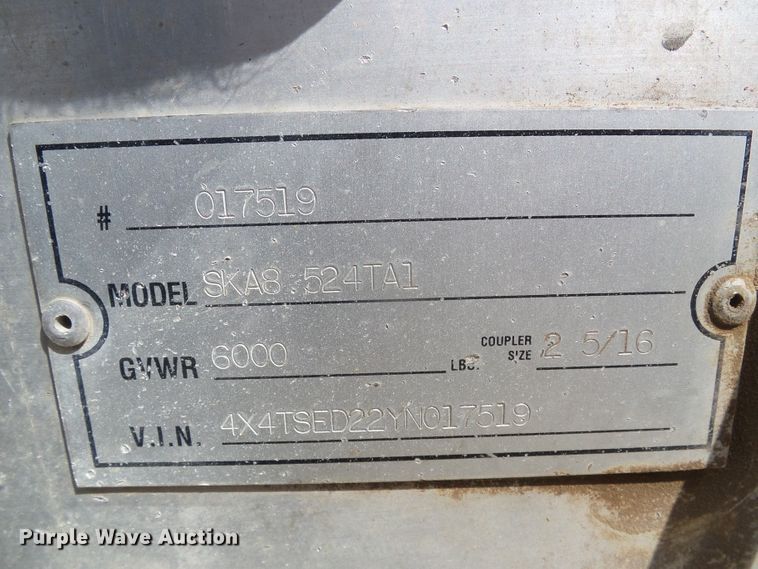 # 017519
MODEL SKA8.524TA1
GVWR 6000 LBS. COUPLER SIZE 2 5/16
V.I.N. 4X4TSED22YN017519
Purple Wave Auction